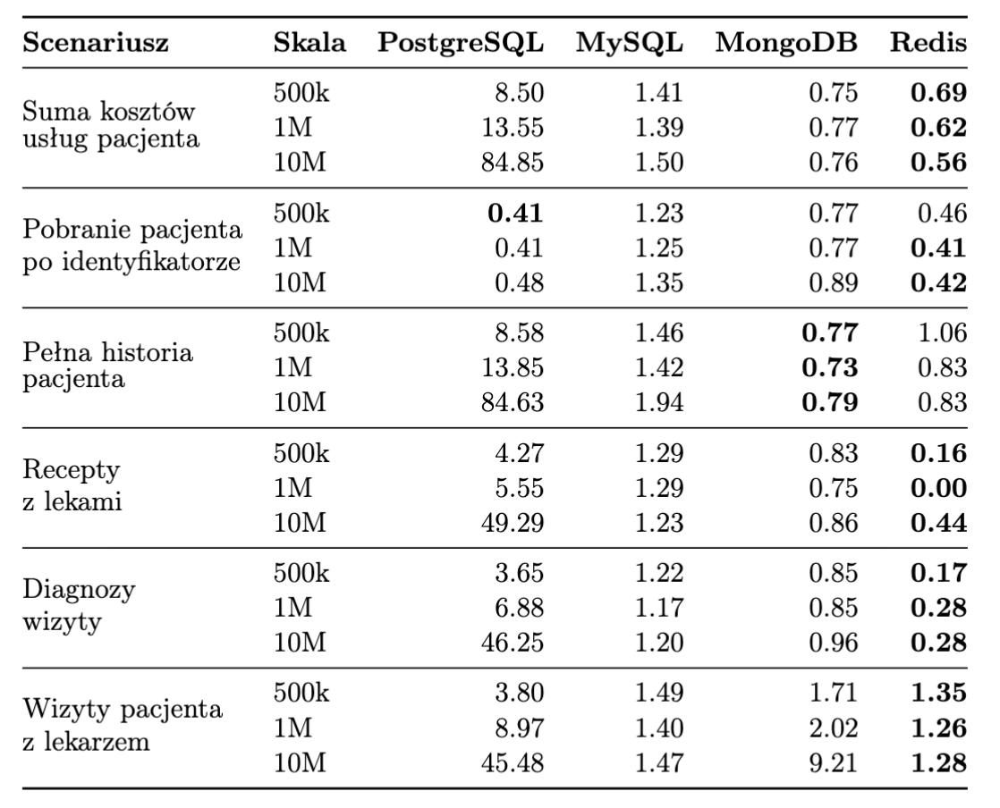 Scenariusz Skala PostgreSQL MySQL MongoDB Redis
Suma kosztów
usług pacjenta
500k 8.50 1.41 0.75 0.69
1M 13.55 1.39 0.77 0.62
10M 84.85 1.50 0.76 0.56
Pobranie pacjenta
po identyfikatorze
500k 0.41 1.23 0.77 0.46
1M 0.41 1.25 0.77 0.41
10M 0.48 1.35 0.89 0.42
Pełna historia
pacjenta
500k 8.58 1.46 0.77 1.06
1M 13.85 1.42 0.73 0.83
10M 84.63 1.94 0.79 0.83
Recepty
z lekami
500k 4.27 1.29 0.83 0.16
1M 5.55 1.29 0.75 0.00
10M 49.29 1.23 0.86 0.44
Diagnozy
wizyty
500k 3.65 1.22 0.85 0.17
1M 6.88 1.17 0.85 0.28
10M 46.25 1.20 0.96 0.28
Wizyty pacjenta
z lekarzem
500k 3.80 1.49 1.71 1.35
1M 8.97 1.40 2.02 1.26
10M 45.48 1.47 9.21 1.28